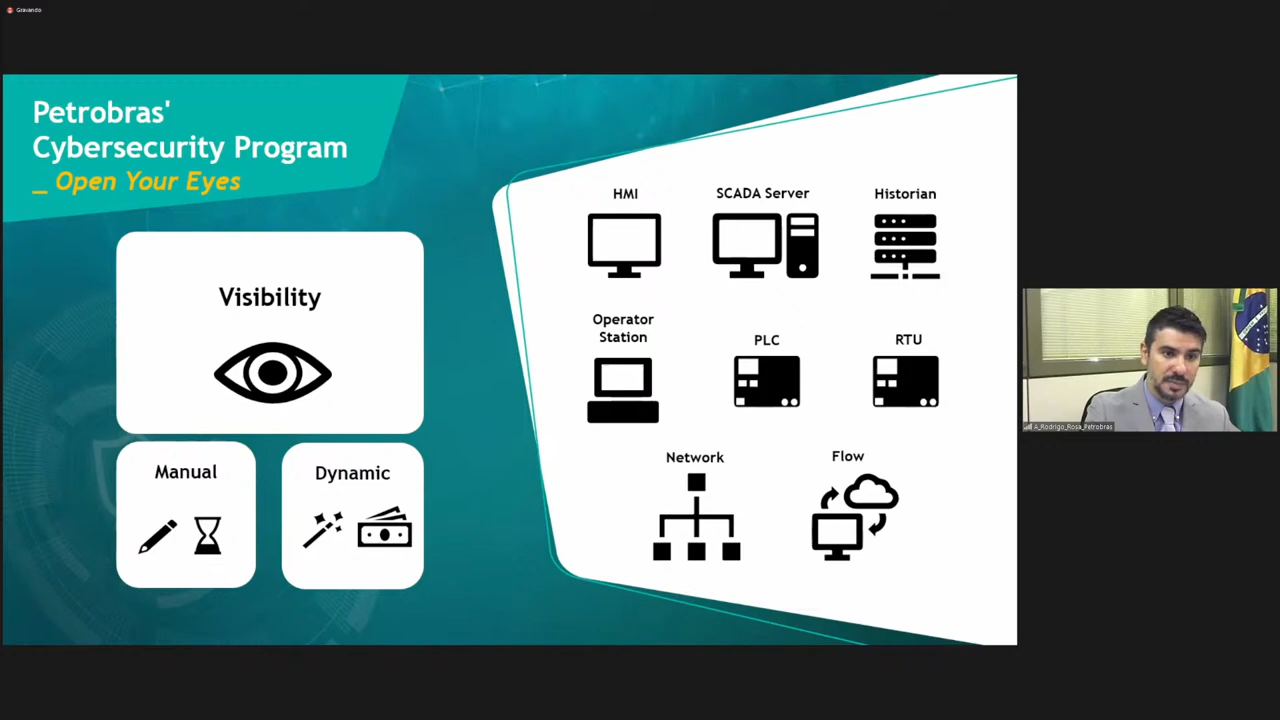 Gravando
Petrobras'
Cybersecurity Program
_ Open Your Eyes
Visibility
Manual
Dynamic
HMI
SCADA Server
Historian
Operator
Station
PLC
RTU
Network
Flow
A_Rodrigo_Rosa_Petrobras